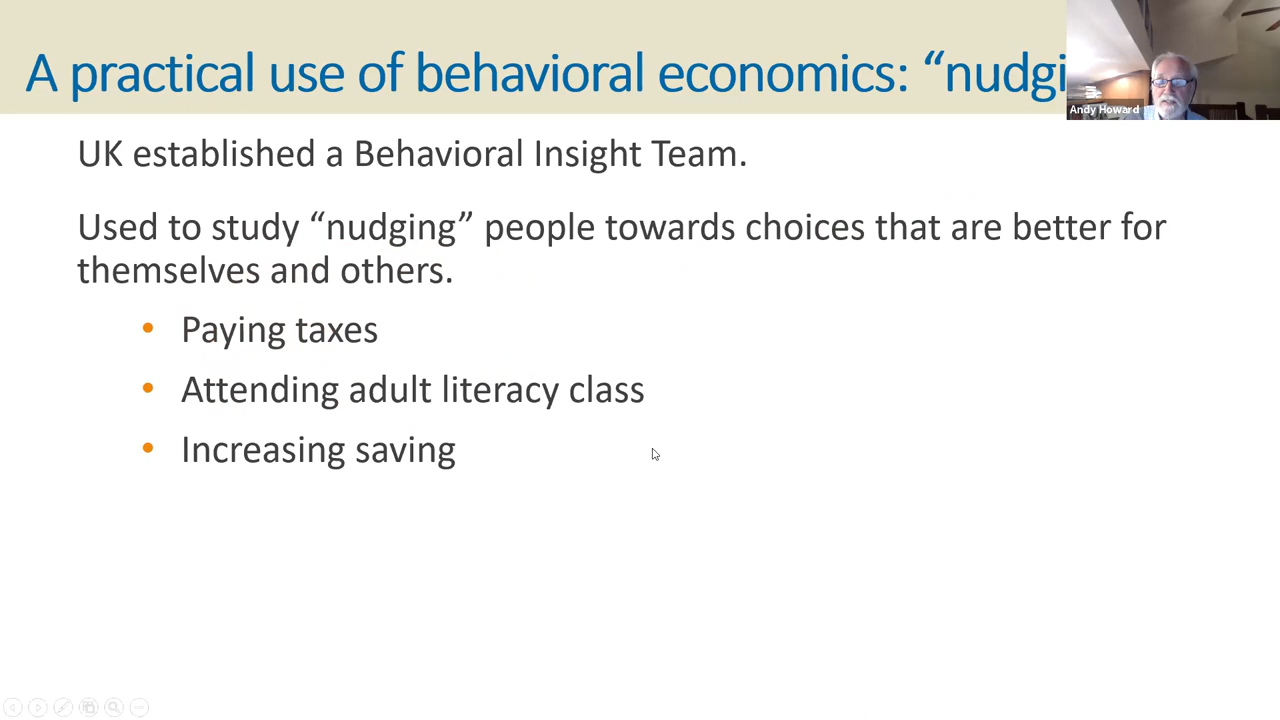 A practical use of behavioral economics: “nudgi
Andy Howard
UK established a Behavioral Insight Team.
Used to study “nudging” people towards choices that are better for
themselves and others.
• Paying taxes
• Attending adult literacy class
• Increasing saving